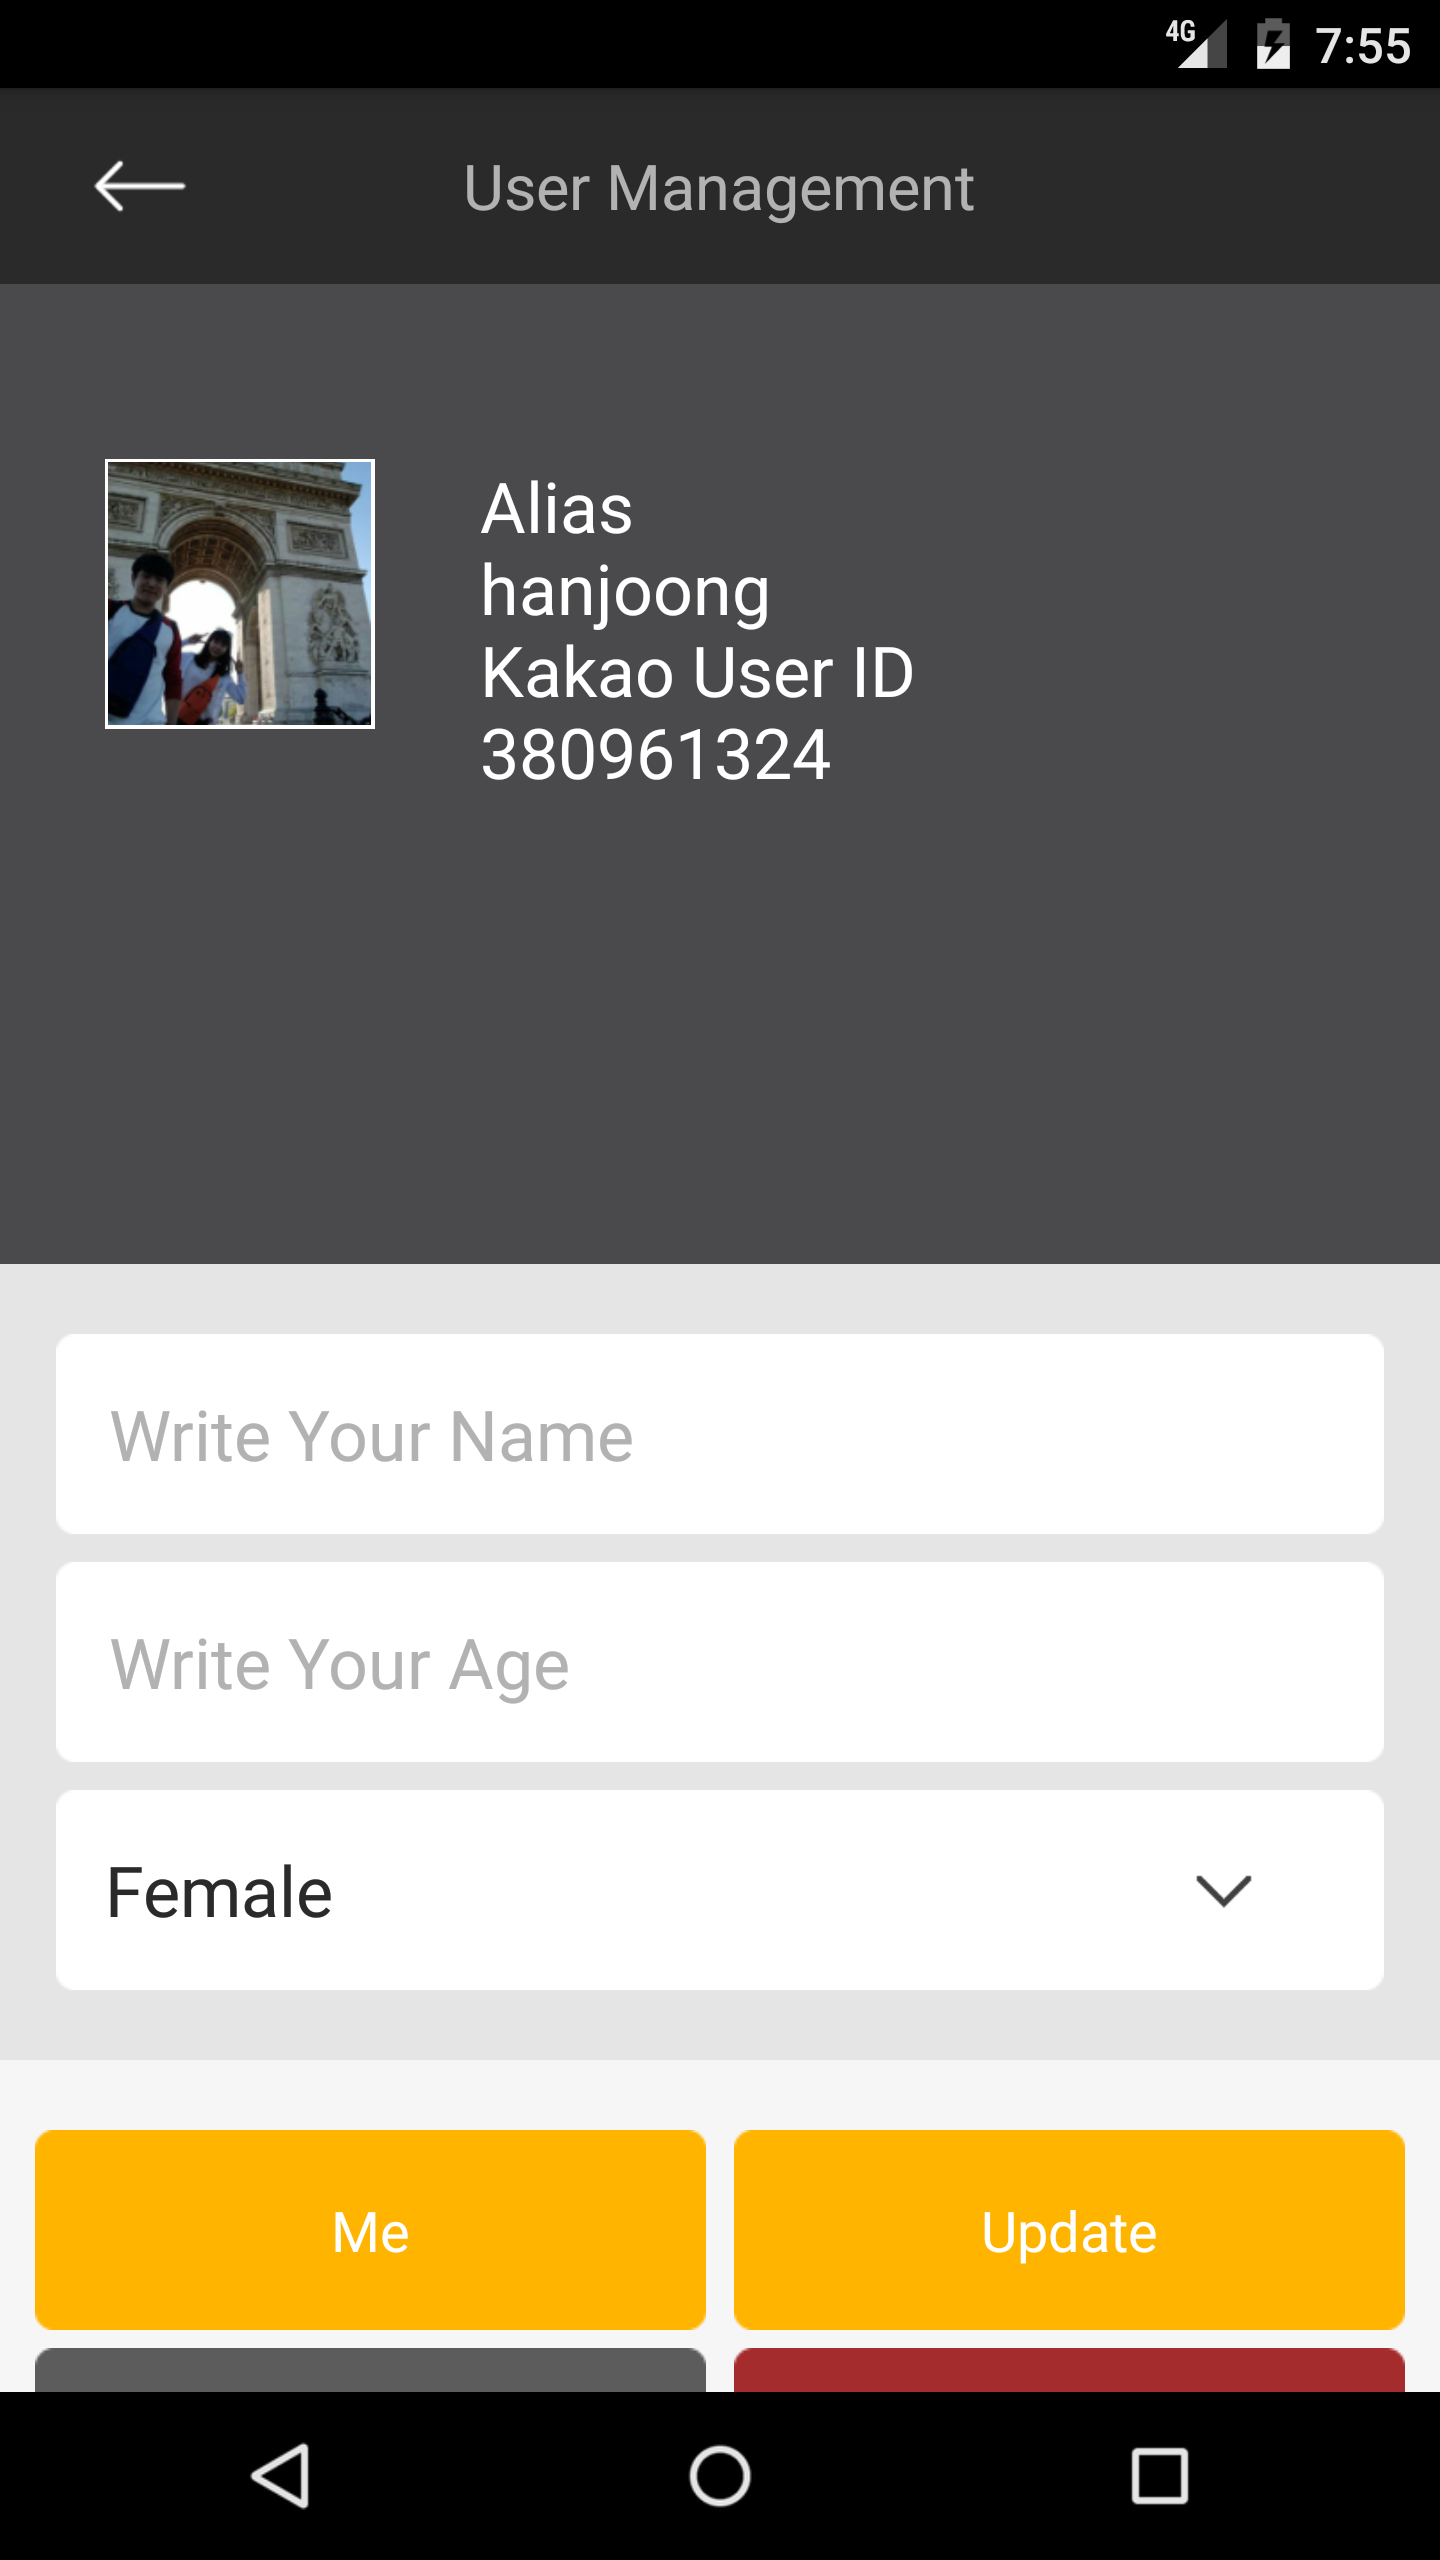 4G 7:55
User Management
Alias
hanjoong
Kakao User ID
380961324
Write Your Name
Write Your Age
Female
Me
Update